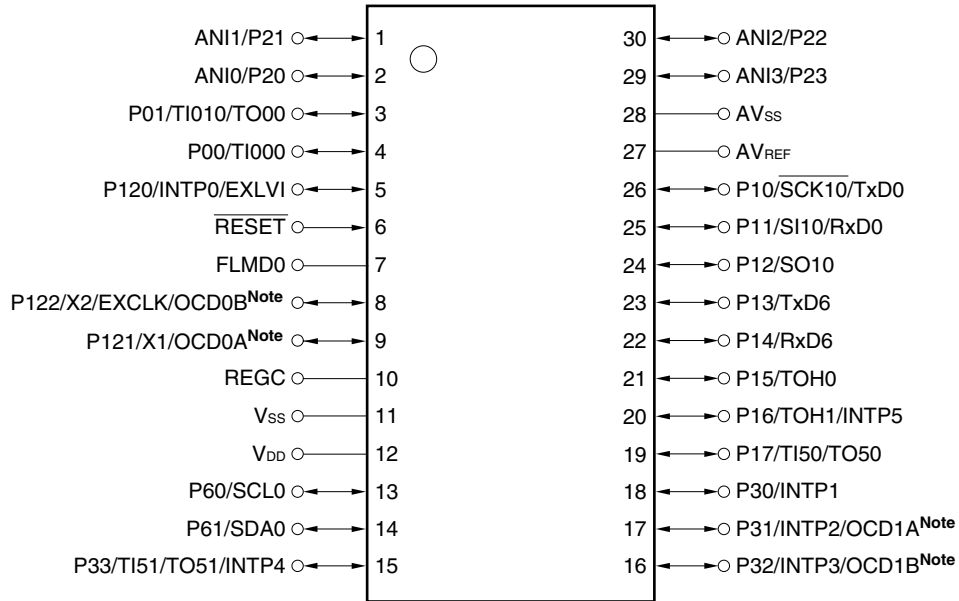 ANI1/P21 1 30 ANI2/P22
ANI0/P20 2 29 ANI3/P23
P01/TI010/TO00 3 28 AVSS
P00/TI000 4 27 AVREF
P120/INTP0/EXLVI 5 26 P10/SCK10/TxD0
RESET 6 25 P11/SI10/RxD0
FLMD0 7 24 P12/SO10
P122/X2/EXCLK/OCD0BNote 8 23 P13/TxD6
P121/X1/OCD0ANote 9 22 P14/RxD6
REGC 10 21 P15/TOH0
VSS 11 20 P16/TOH1/INTP5
VDD 12 19 P17/TI50/TO50
P60/SCL0 13 18 P30/INTP1
P61/SDA0 14 17 P31/INTP2/OCD1ANote
P33/TI51/TO51/INTP4 15 16 P32/INTP3/OCD1BNote